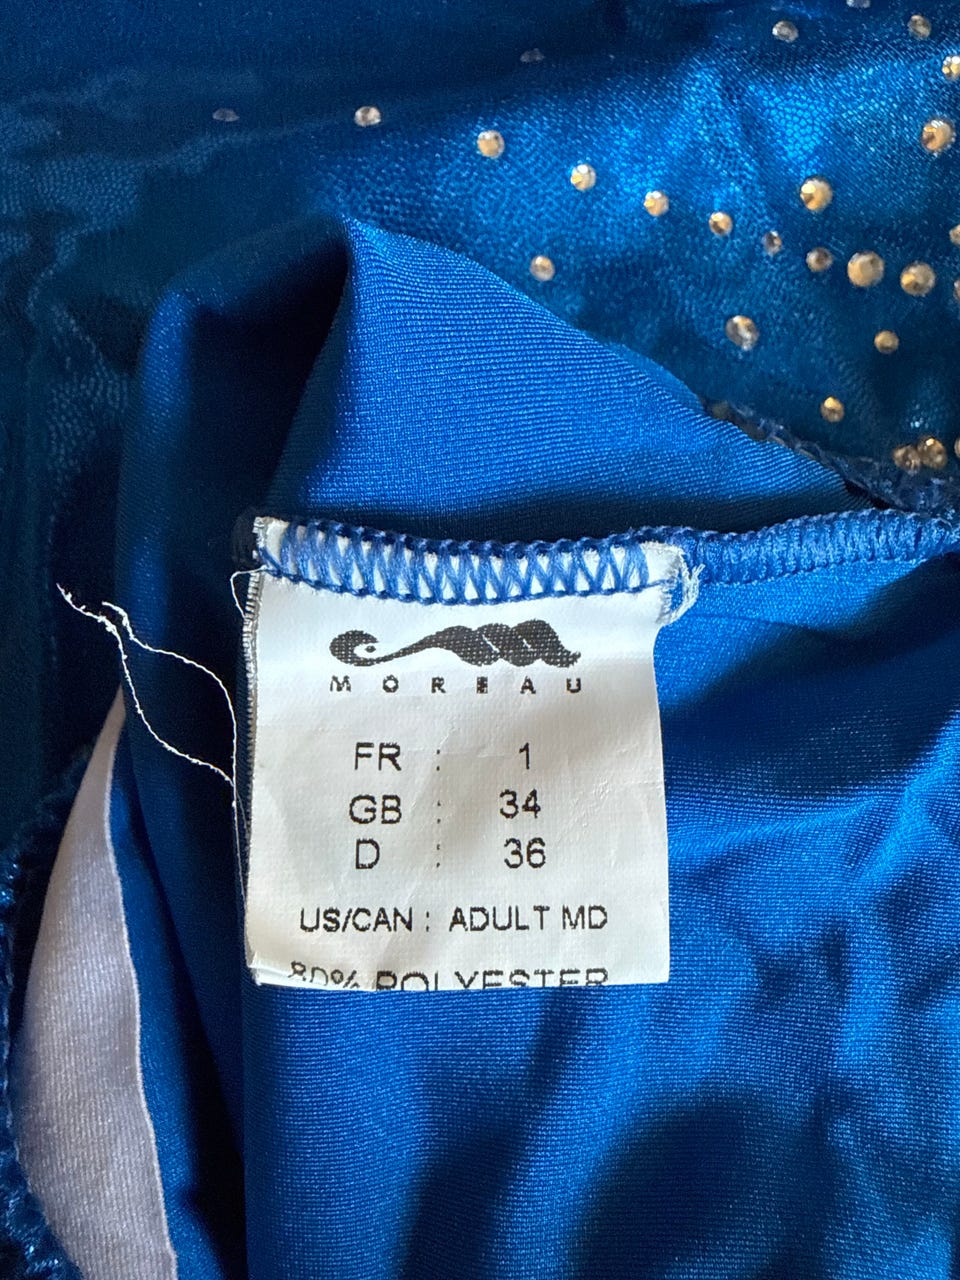 MOREAU
FR : 1
GB : 34
D : 36
US/CAN : ADULT MD
80% POLYESTER